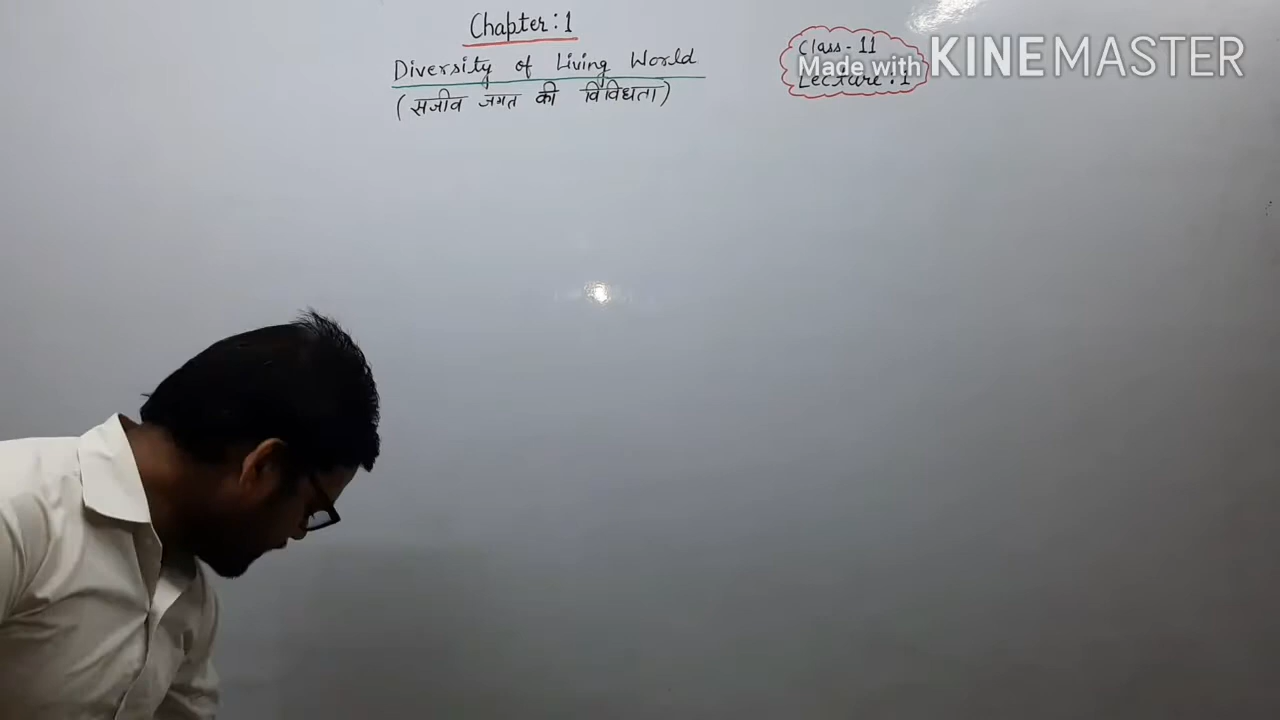 Chapter : 1
Diversity of Living World
(सजीव जगत की विविधता)
Class - 11
Lecture : 1
Made with KINEMASTER